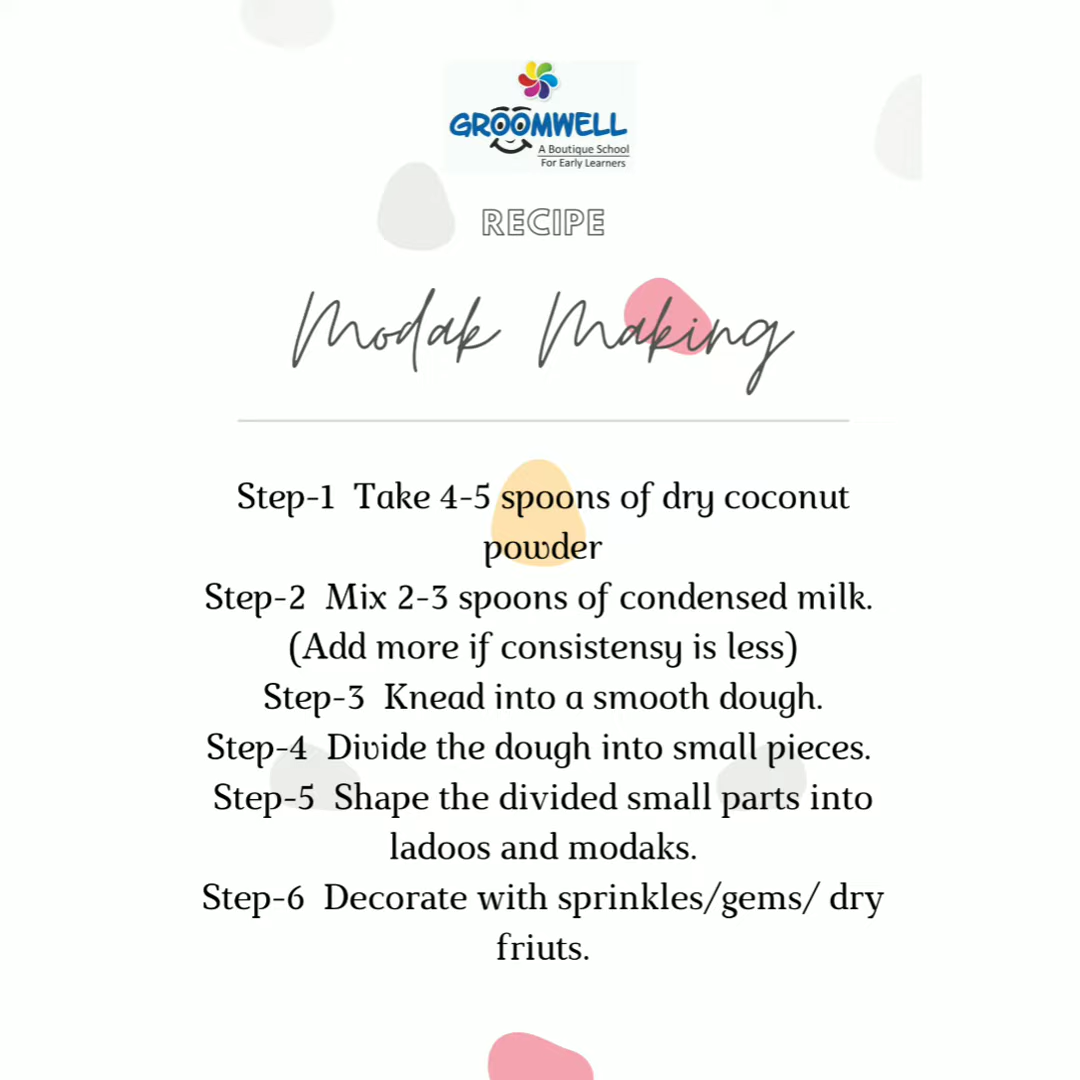 GROOMWELL
A Boutique School
For Early Learners
RECIPE
Modak Making
Step-1 Take 4-5 spoons of dry coconut
powder
Step-2 Mix 2-3 spoons of condensed milk.
(Add more if consistensy is less)
Step-3 Knead into a smooth dough.
Step-4 Divide the dough into small pieces.
Step-5 Shape the divided small parts into
ladoos and modaks.
Step-6 Decorate with sprinkles/gems/ dry
friuts.